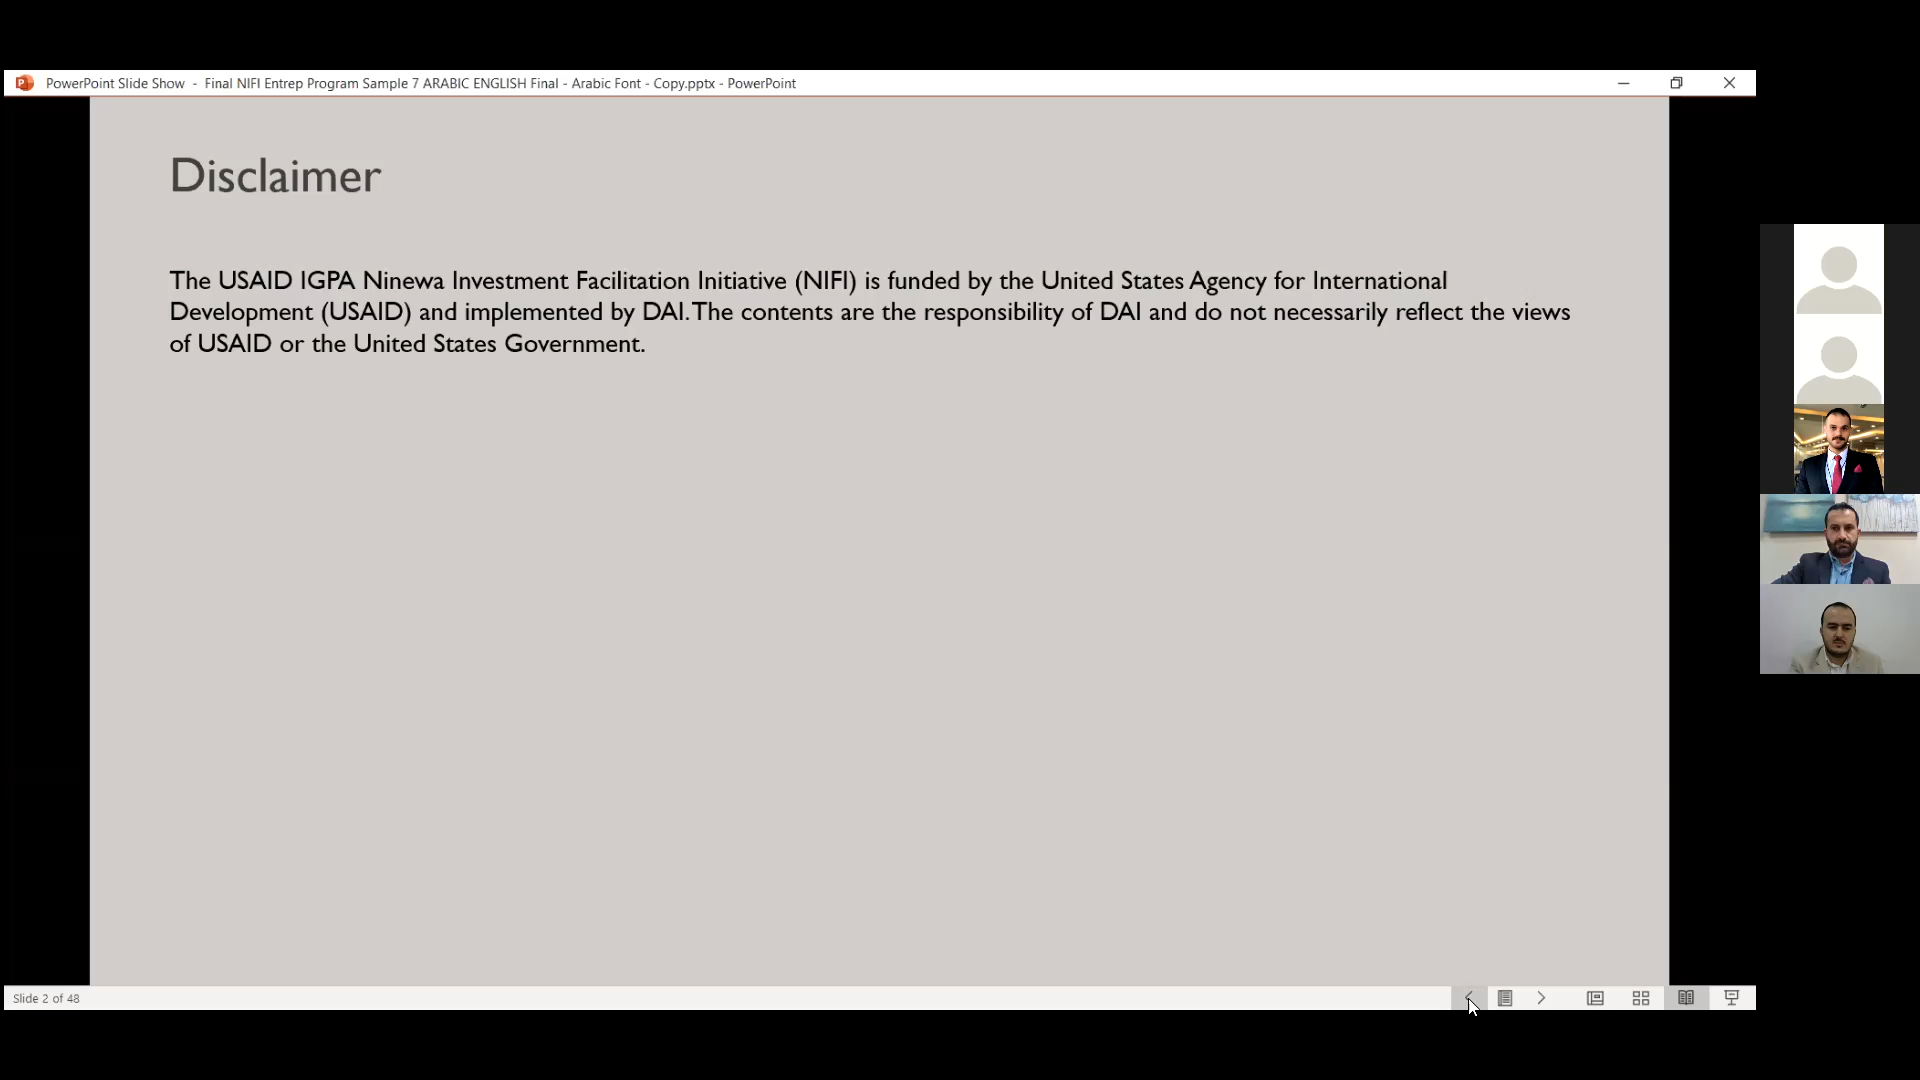 PowerPoint Slide Show - Final NIFI Entrep Program Sample 7 ARABIC ENGLISH Final - Arabic Font - Copy.pptx - PowerPoint
Disclaimer
The USAID IGPA Ninewa Investment Facilitation Initiative (NIFI) is funded by the United States Agency for International
Development (USAID) and implemented by DAI. The contents are the responsibility of DAI and do not necessarily reflect the views
of USAID or the United States Government.
Slide 2 of 48